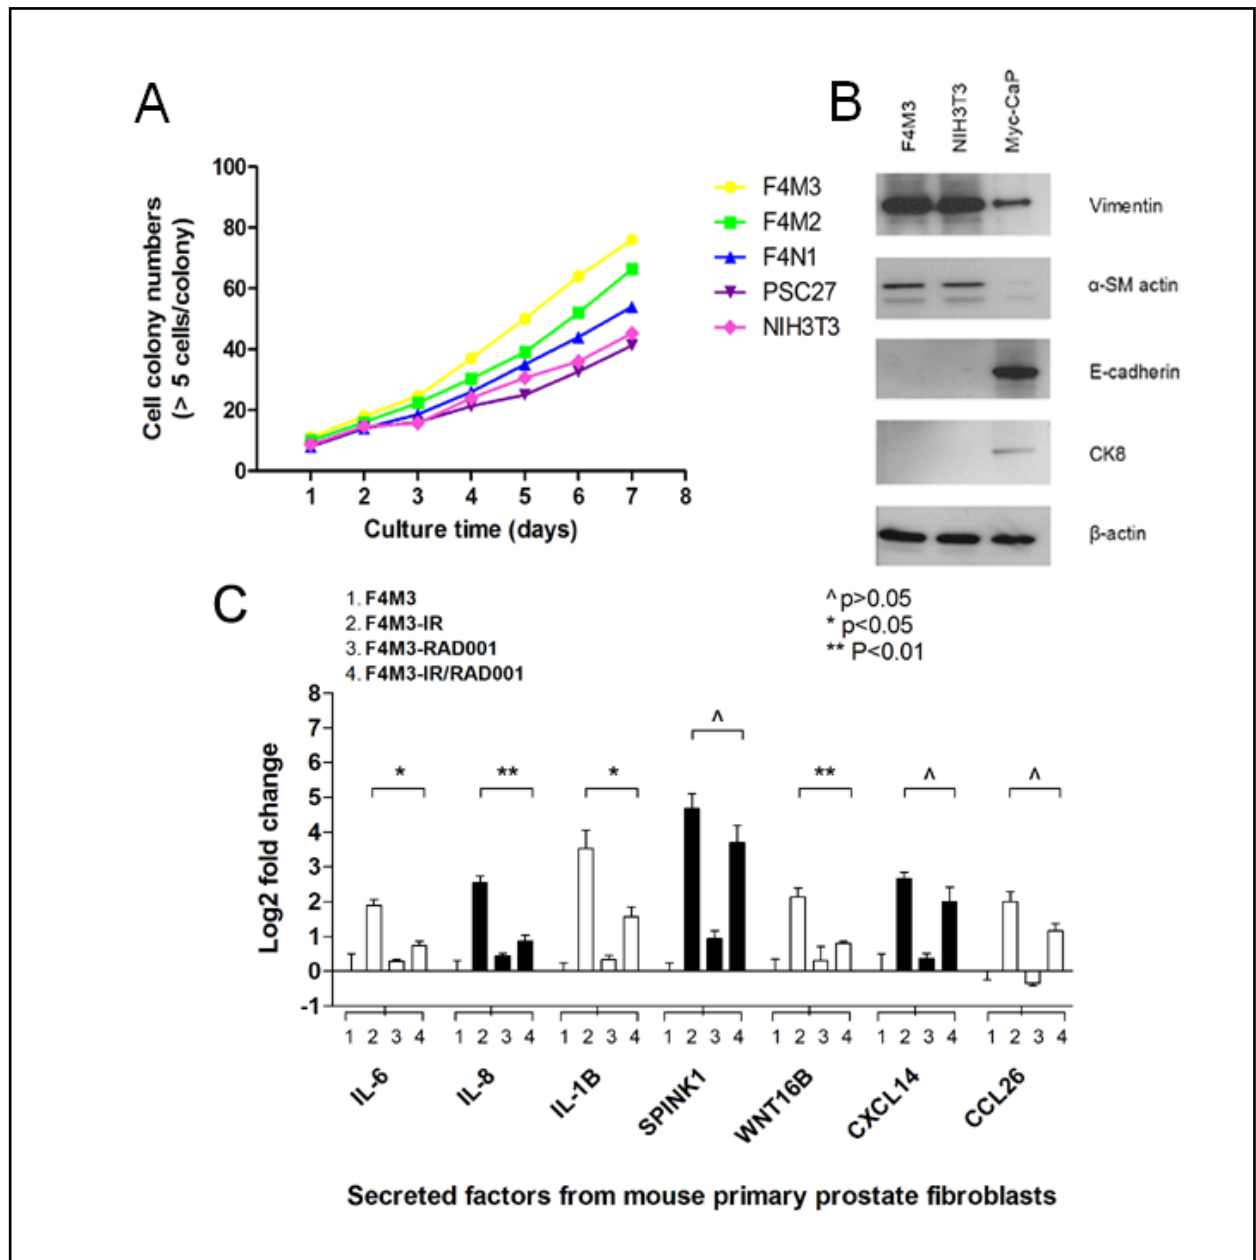 A
Cell colony numbers
(> 5 cells/colony)
100
80
60
40
20
0
1 2 3 4 5 6 7 8
Culture time (days)
F4M3
F4M2
F4N1
PSC27
NIH3T3
B
F4M3 NIH3T3 Myc-CaP
Vimentin
α-SM actin
E-cadherin
CK8
β-actin
C
1. F4M3
2. F4M3-IR
3. F4M3-RAD001
4. F4M3-IR/RAD001
^ p>0.05
* p<0.05
** P<0.01
Log2 fold change
8
7
6
5
4
3
2
1
0
-1
* ** * ^ ** ^ ^
1 2 3 4 1 2 3 4 1 2 3 4 1 2 3 4 1 2 3 4 1 2 3 4 1 2 3 4
IL-6 IL-8 IL-1B SPINK1 WNT16B CXCL14 CCL26
Secreted factors from mouse primary prostate fibroblasts